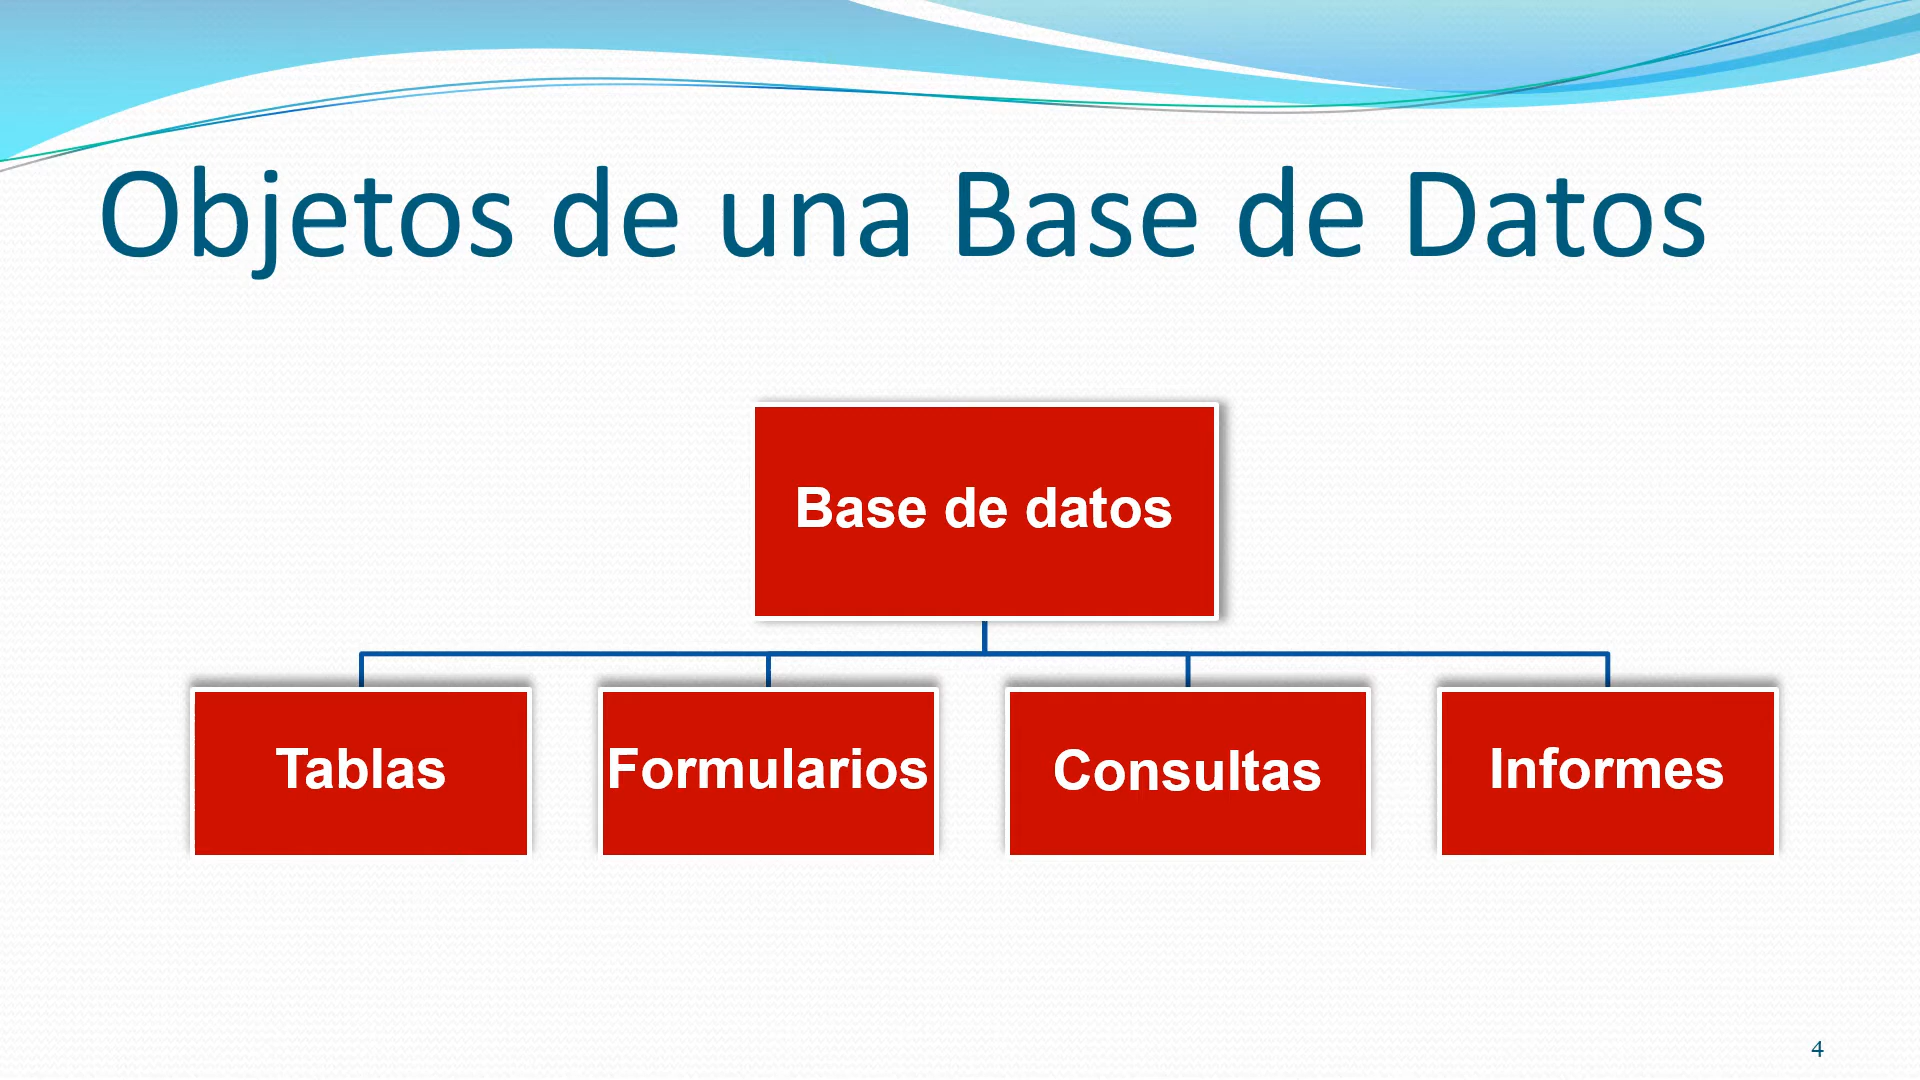 Objetos de una Base de Datos
Base de datos
Tablas
Formularios
Consultas
Informes
4